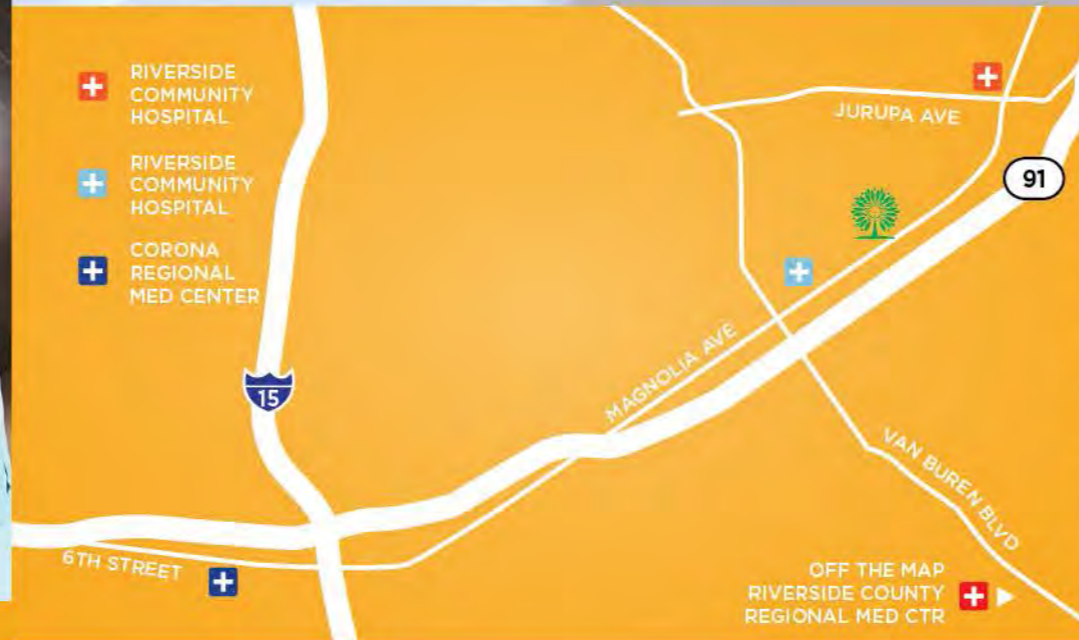 RIVERSIDE
COMMUNITY
HOSPITAL
RIVERSIDE
COMMUNITY
HOSPITAL
CORONA
REGIONAL
MED CENTER
JURUPA AVE
91
MAGNOLIA AVE
15
VAN BUREN BLVD
6TH STREET
OFF THE MAP
RIVERSIDE COUNTY
REGIONAL MED CTR